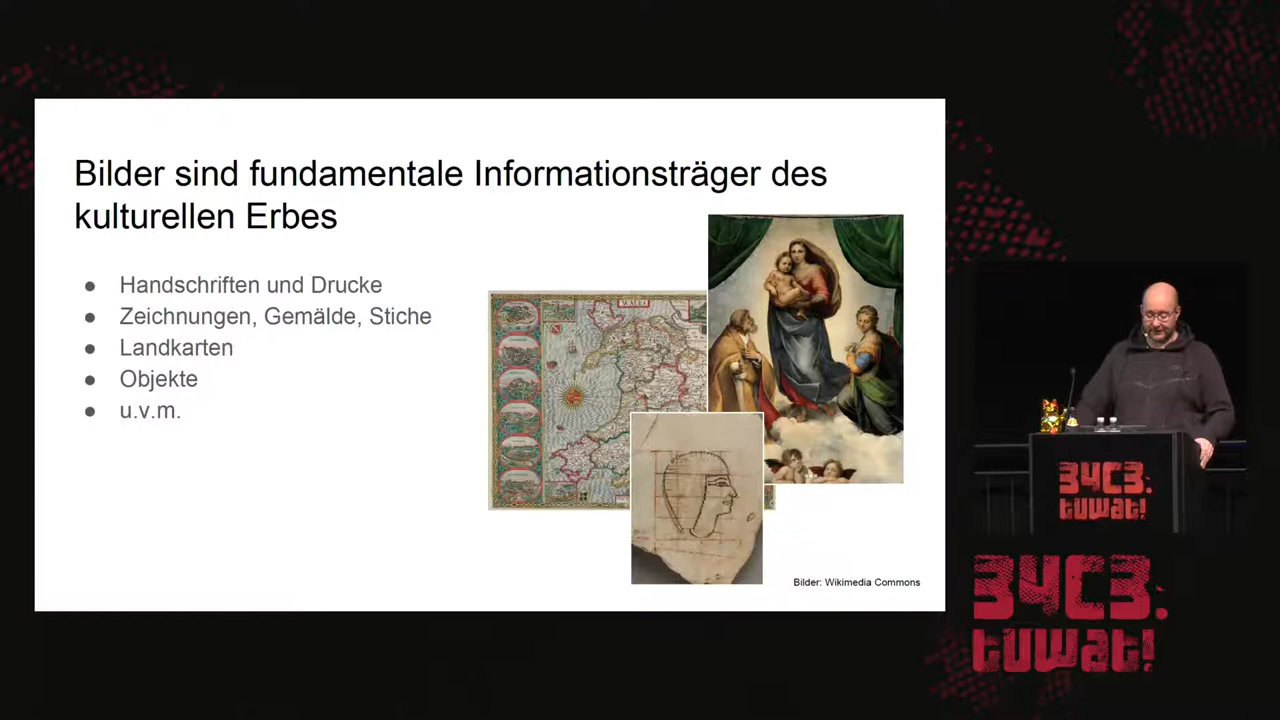 Bilder sind fundamentale Informationsträger des
kulturellen Erbes
● Handschriften und Drucke
● Zeichnungen, Gemälde, Stiche
● Landkarten
● Objekte
● u.v.m.
WALLIA
Bilder: Wikimedia Commons
34C3.
tuwat!
34C3.
tuwat!